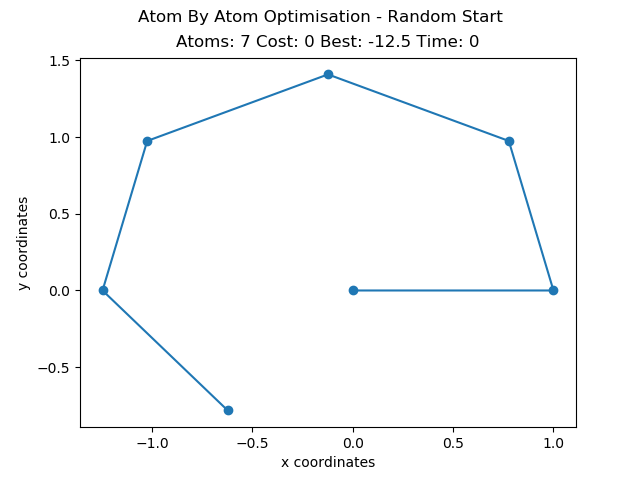 Atom By Atom Optimisation - Random Start
Atoms: 7 Cost: 0 Best: -12.5 Time: 0
1.5
1.0
0.5
0.0
−0.5
y coordinates
−1.0 −0.5 0.0 0.5 1.0
x coordinates